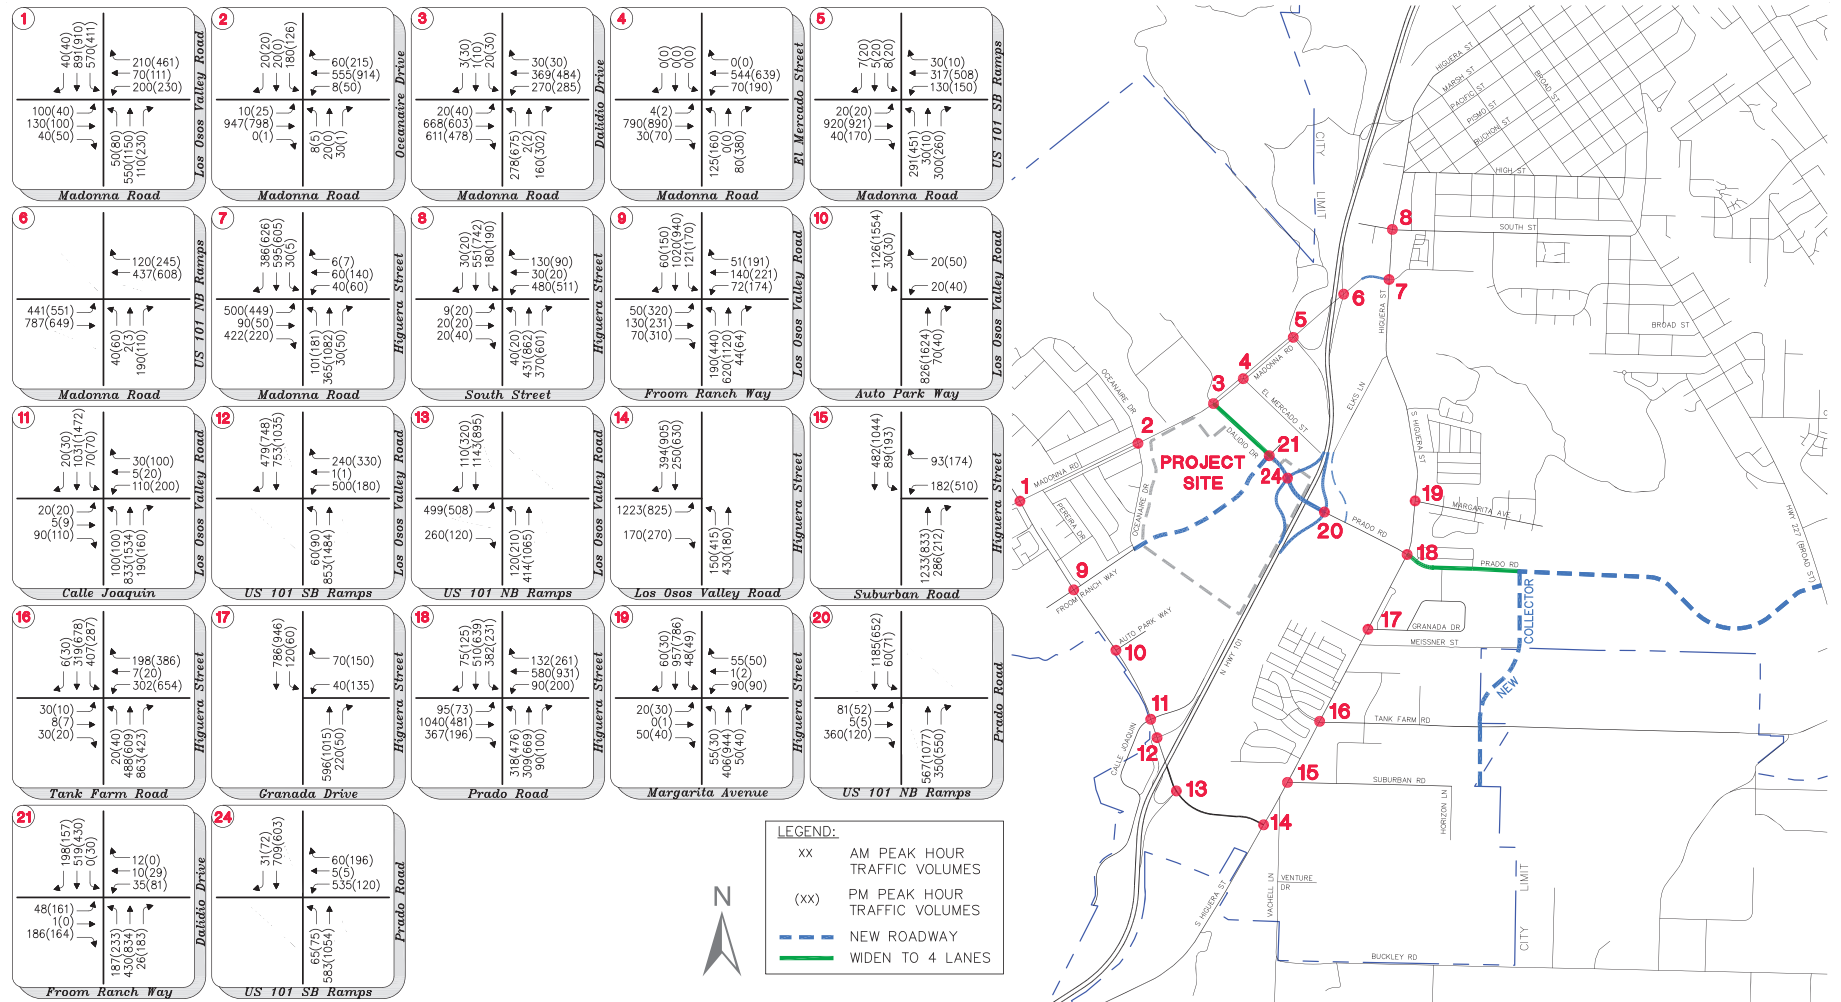 1
40(40)
891(910)
570(411)
210(461)
70(111)
200(230)
100(40)
130(100
40(50)
50(80)
550(1150)
110(230)
Los Osos Valley Road
Madonna Road
2
20(20)
20(0)
180(126)
60(215)
555(914)
8(50)
10(25)
947(798)
0(1)
8(5)
20(0)
30(1)
Oceanaire Drive
Madonna Road
3
3(30)
1(10)
20(30)
30(30)
369(484)
270(285)
20(40)
668(603)
611(478)
278(675)
2(2)
160(302)
Dalidio Drive
Madonna Road
4
0(0)
0(0)
0(0)
0(0)
544(639)
70(190)
4(2)
790(890)
30(70)
125(160)
0(0)
80(380)
El Mercado Street
Madonna Road
5
7(20)
5(20)
8(20)
30(10)
317(508)
130(150)
20(20)
920(921)
40(170)
291(451)
30(10)
300(260)
US 101 SB Ramps
Madonna Road
6
120(245)
437(608)
441(551)
787(649)
40(60)
2(3)
190(110)
US 101 NB Ramps
Madonna Road
7
386(626)
595(605)
30(5)
6(7)
60(140)
40(60)
500(449)
90(50)
422(220)
101(181)
365(1082)
30(50)
Higuera Street
Madonna Road
8
30(20)
551(742)
180(190)
130(90)
30(20)
480(511)
9(20)
20(20)
20(40)
40(20)
431(862)
370(601)
Higuera Street
South Street
9
60(150)
1020(940)
121(170)
51(191)
140(221)
72(174)
50(320)
130(231)
70(310)
190(440)
620(1120)
44(64)
Los Osos Valley Road
Froom Ranch Way
10
1126(1554)
30(30)
20(50)
20(40)
826(1624)
70(40)
Los Osos Valley Road
Auto Park Way
11
20(30)
1031(1472)
70(70)
30(100)
5(20)
110(200)
20(20)
5(9)
90(110)
100(100)
833(1534)
190(160)
Los Osos Valley Road
Calle Joaquin
12
479(748)
753(1035)
240(330)
1(1)
500(180)
60(90)
853(1484)
Los Osos Valley Road
US 101 SB Ramps
13
110(320)
1143(895)
499(508)
260(120)
120(210)
414(1065)
US 101 NB Ramps
14
394(905)
250(630)
1223(825)
170(270)
150(415)
430(180)
Higuera Street
Los Osos Valley Road
15
482(1044)
89(193)
93(174)
182(510)
1233(833)
286(212)
Higuera Street
Suburban Road
16
6(30)
319(678)
407(287)
198(386)
7(20)
302(654)
30(10)
8(7)
30(20)
20(40)
488(609)
863(423)
Higuera Street
Tank Farm Road
17
786(946)
120(60)
70(150)
40(135)
596(1015)
220(50)
Higuera Street
Granada Drive
18
75(125)
510(639)
382(231)
132(261)
580(931)
90(200)
95(73)
1040(481)
367(196)
318(476)
309(669)
90(100)
Higuera Street
Prado Road
19
60(30)
957(786)
48(49)
55(50)
1(2)
90(90)
20(30)
0(1)
50(40)
55(30)
406(944)
50(40)
Higuera Street
Margarita Avenue
20
1185(652)
60(71)
81(52)
5(5)
360(120)
567(1077)
350(550)
Prado Road
US 101 NB Ramps
21
198(157)
519(430)
0(30)
12(0)
10(29)
35(81)
48(161)
1(0)
186(164)
187(233)
430(834)
26(183)
Dalidio Drive
Froom Ranch Way
24
31(72)
709(603)
60(196)
5(5)
535(120)
65(75)
583(1054)
Prado Road
US 101 SB Ramps
LEGEND:
XX AM PEAK HOUR
TRAFFIC VOLUMES
(XX) PM PEAK HOUR
TRAFFIC VOLUMES
NEW ROADWAY
WIDEN TO 4 LANES
N
HIGUERA ST
MARSH ST
PACIFIC ST
PISMO ST
BUCHON ST
BROAD ST
CITY
LIMIT
HIGH ST
8
SOUTH ST
7
6
HIGUERA ST
5
BROAD ST
4
MADONNA RD
3
OCEANAIRE DR
EL MERCADO ST
ELKS LN
DALIDIO DR
2
21
S HIGUERA ST
PROJECT
SITE
24
MADONNA RD
1
OCEANAIRE DR
PEREIRA DR
20
PRADO RD
19
MARGARITA AVE
HWY 227 (BROAD ST)
18
PRADO RD
9
FROOM RANCH WAY
COLLECTOR
NEW
17
GRANADA DR
MEISSNER ST
AUTO PARK WAY
10
N HWY 101
11
16
TANK FARM RD
CALLE JOAQUIN
12
13
15
SUBURBAN RD
HORIZON LN
14
VENTURE
DR
VACHELL LN
S HIGUERA ST
CITY LIMIT
BUCKLEY RD